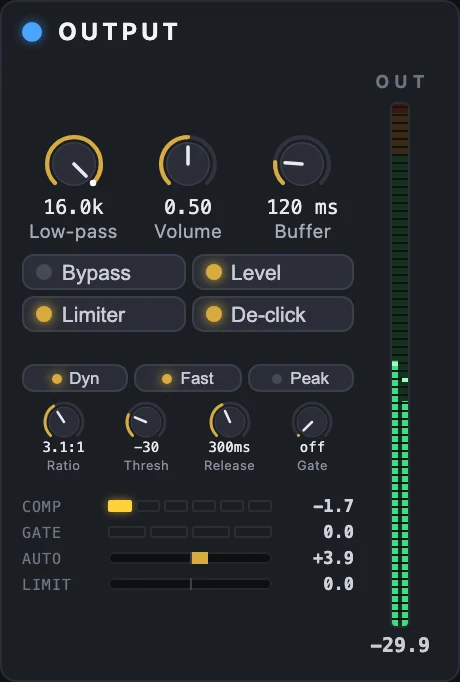 OUTPUT
OUT
16.0k 0.50 120 ms
Low-pass Volume Buffer
Bypass Level
Limiter De-click
Dyn Fast Peak
3.1:1 −30 300ms off
Ratio Thresh Release Gate
COMP −1.7
GATE 0.0
AUTO +3.9
LIMIT 0.0
−29.9